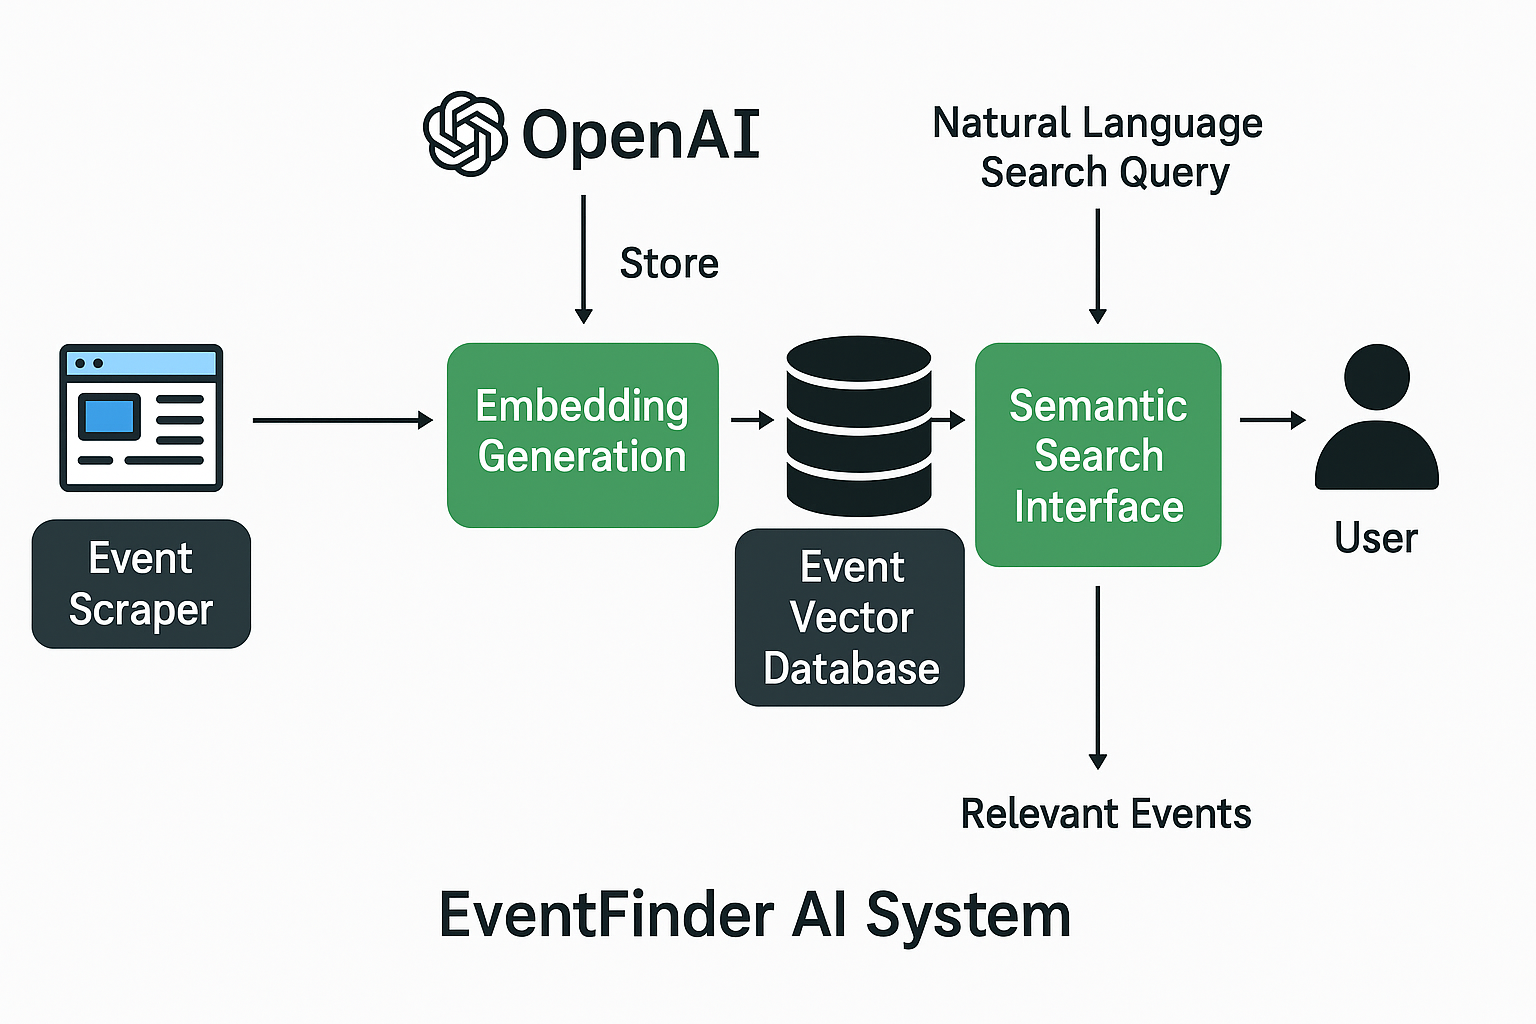 OpenAI
Natural Language
Search Query
Store
Embedding
Generation
Semantic
Search
Interface
Event
Scraper
Event
Vector
Database
User
Relevant Events
EventFinder AI System